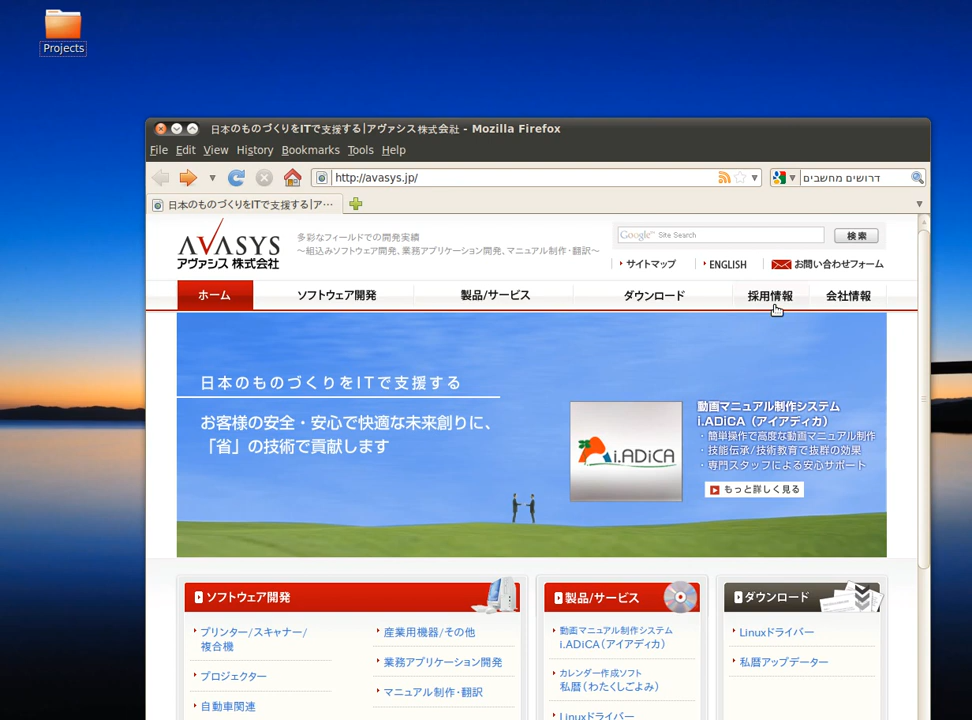 Projects
日本のものづくりをITで支援する|アヴァシス株式会社 - Mozilla Firefox
File Edit View History Bookmarks Tools Help
http://avasys.jp/
דרושים מחשבים
日本のものづくりをITで支援する|ア…
AVASYS
アヴァシス 株式会社
多彩なフィールドでの開発実績
～組込みソフトウェア開発、業務アプリケーション開発、マニュアル制作・翻訳～
Google™ Site Search
検索
サイトマップ
ENGLISH
お問い合わせフォーム
ホーム
ソフトウェア開発
製品/サービス
ダウンロード
採用情報
会社情報
日本のものづくりをITで支援する
お客様の安全・安心で快適な未来創りに、
「省」の技術で貢献します
i.ADiCA
動画マニュアル制作システム
i.ADiCA（アイアディカ）
・簡単操作で高度な動画マニュアル制作
・技能伝承/技術教育で抜群の効果
・専門スタッフによる安心サポート
もっと詳しく見る
ソフトウェア開発
プリンター/スキャナー/
複合機
プロジェクター
自動車関連
産業用機器/その他
業務アプリケーション開発
マニュアル制作・翻訳
製品/サービス
動画マニュアル制作システム
i.ADiCA（アイアディカ）
カレンダー作成ソフト
私暦（わたくしごよみ）
Linuxドライバー
ダウンロード
Linuxドライバー
私暦アップデーター